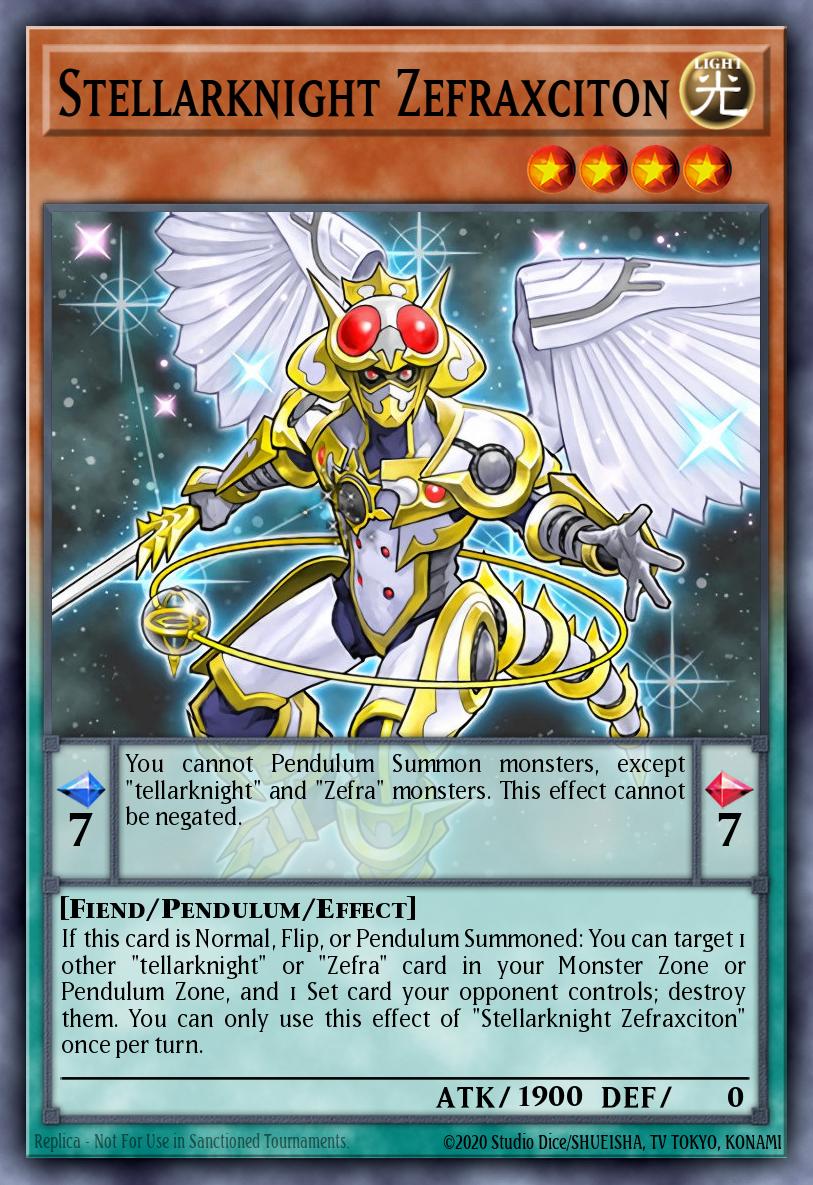 STELLARKNIGHT ZEFRAXCITON
LIGHT
光
You cannot Pendulum Summon monsters, except
"tellarknight" and "Zefra" monsters. This effect cannot
be negated.
7
7
[FIEND/PENDULUM/EFFECT]
If this card is Normal, Flip, or Pendulum Summoned: You can target 1
other "tellarknight" or "Zefra" card in your Monster Zone or
Pendulum Zone, and 1 Set card your opponent controls; destroy
them. You can only use this effect of "Stellarknight Zefraxciton"
once per turn.
ATK/ 1900 DEF/ 0
Replica - Not For Use in Sanctioned Tournaments.
©2020 Studio Dice/SHUEISHA, TV TOKYO, KONAMI